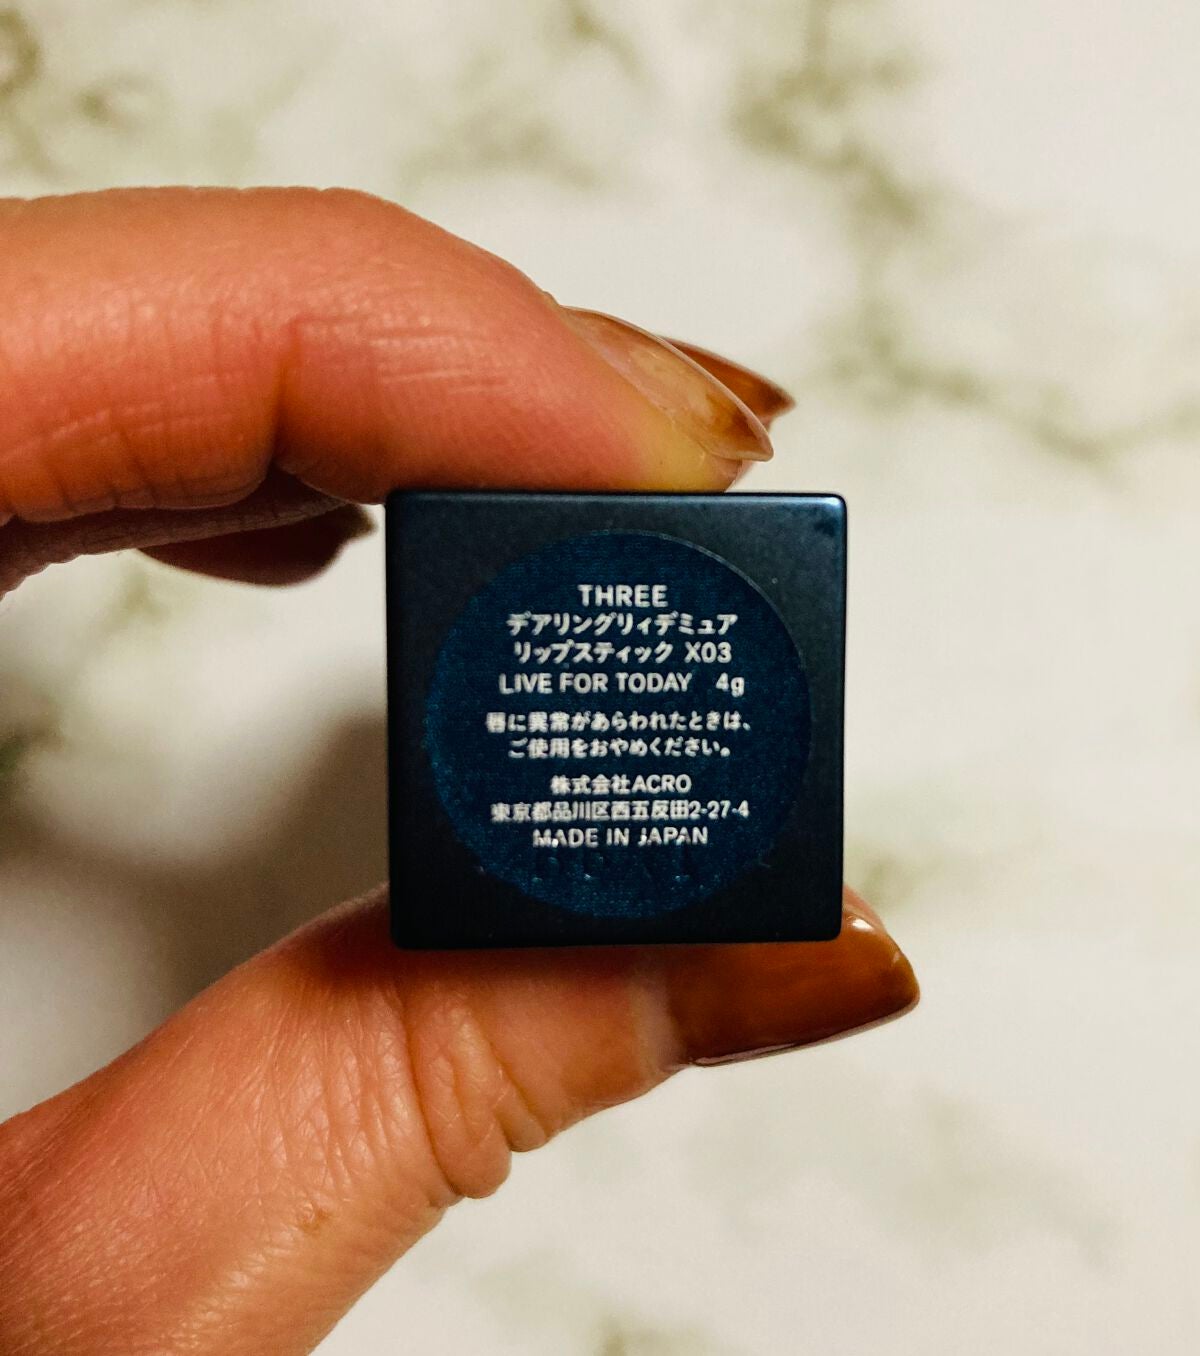 THREE
デアリングリィデミュア
リップスティック X03
LIVE FOR TODAY 4g
唇に異常があらわれたときは、
ご使用をおやめください。
株式会社ACRO
東京都品川区西五反田2-27-4
MADE IN JAPAN